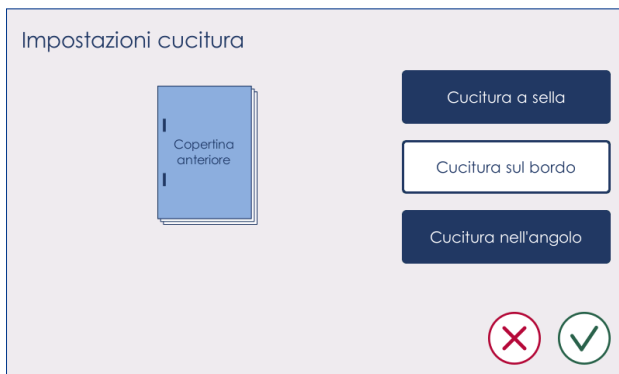 Impostazioni cucitura
Copertina
anteriore
Cucitura a sella
Cucitura sul bordo
Cucitura nell'angolo